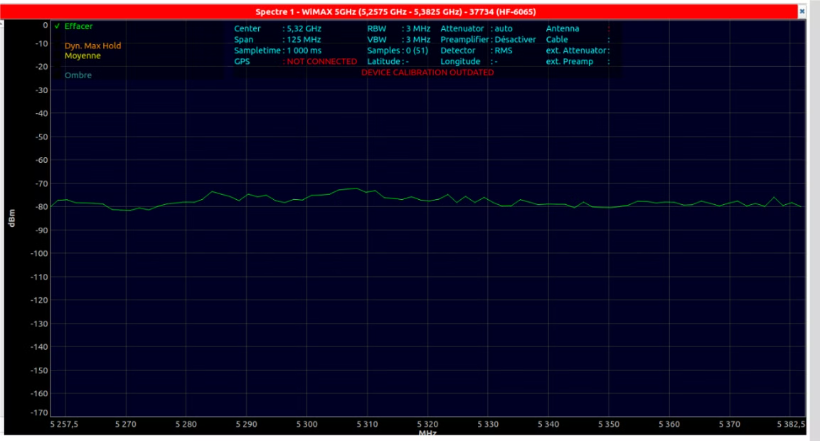 Spectre 1 - WiMAX 5GHz (5,2575 GHz - 5,3825 GHz) - 37734 (HF-6065)
✓ Effacer
Dyn. Max Hold
Moyenne
Ombre
Center : 5,32 GHz RBW : 3 MHz Attenuator : auto Antenna :
Span : 125 MHz VBW : 3 MHz Preamplifier : Désactiver Cable :
Sampletime : 1 000 ms Samples : 0 (51) Detector : RMS ext. Attenuator :
GPS : NOT CONNECTED Latitude : - Longitude : - ext. Preamp :
DEVICE CALIBRATION OUTDATED
0
-10
-20
-30
-40
-50
-60
-70
-80
-90
-100
-110
-120
-130
-140
-150
-160
-170
dBm
5 257,5 5 270 5 280 5 290 5 300 5 310 5 320 5 330 5 340 5 350 5 360 5 370 5 382,5
MHz